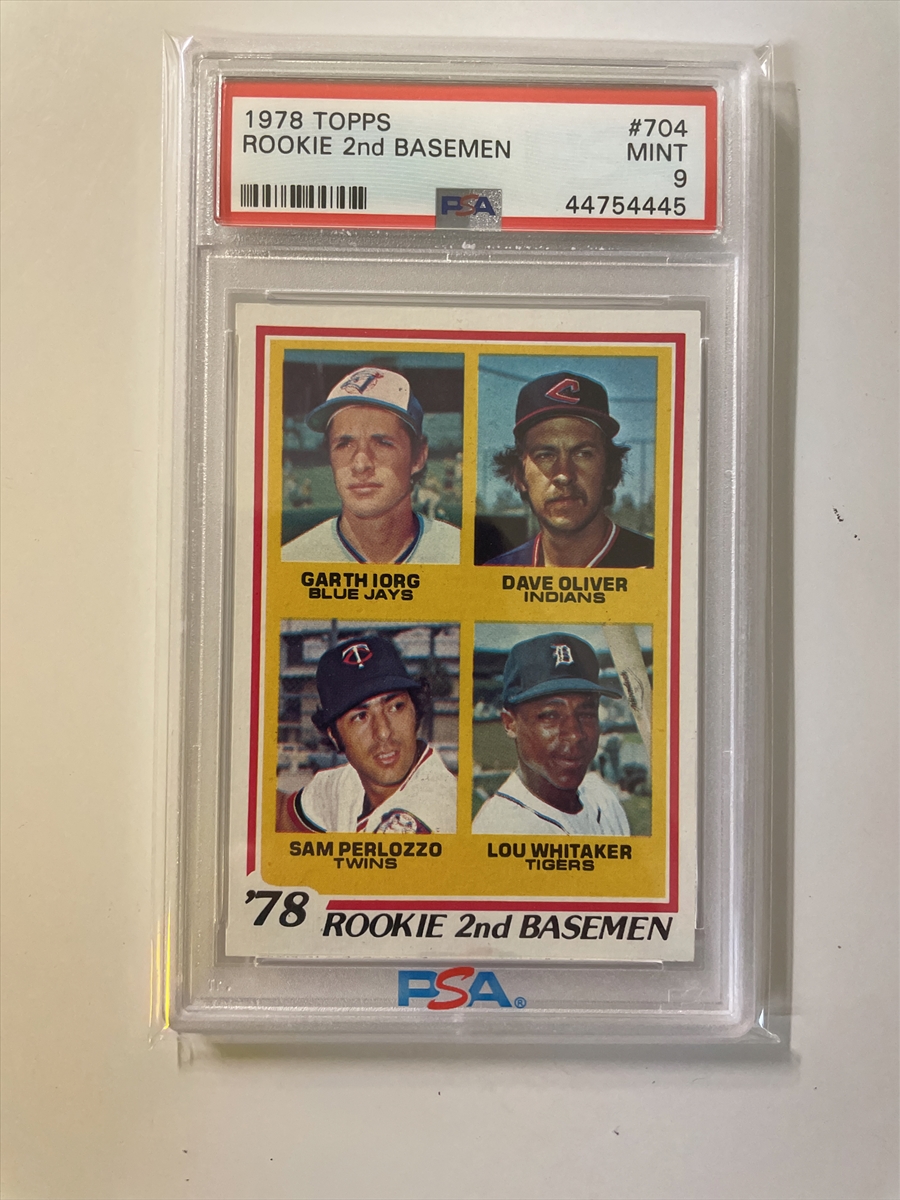 1978 TOPPS #704
ROOKIE 2nd BASEMEN MINT
9
PSA 44754445
GARTH IORG
BLUE JAYS
DAVE OLIVER
INDIANS
SAM PERLOZZO
TWINS
LOU WHITAKER
TIGERS
'78 ROOKIE 2nd BASEMEN
PSA®